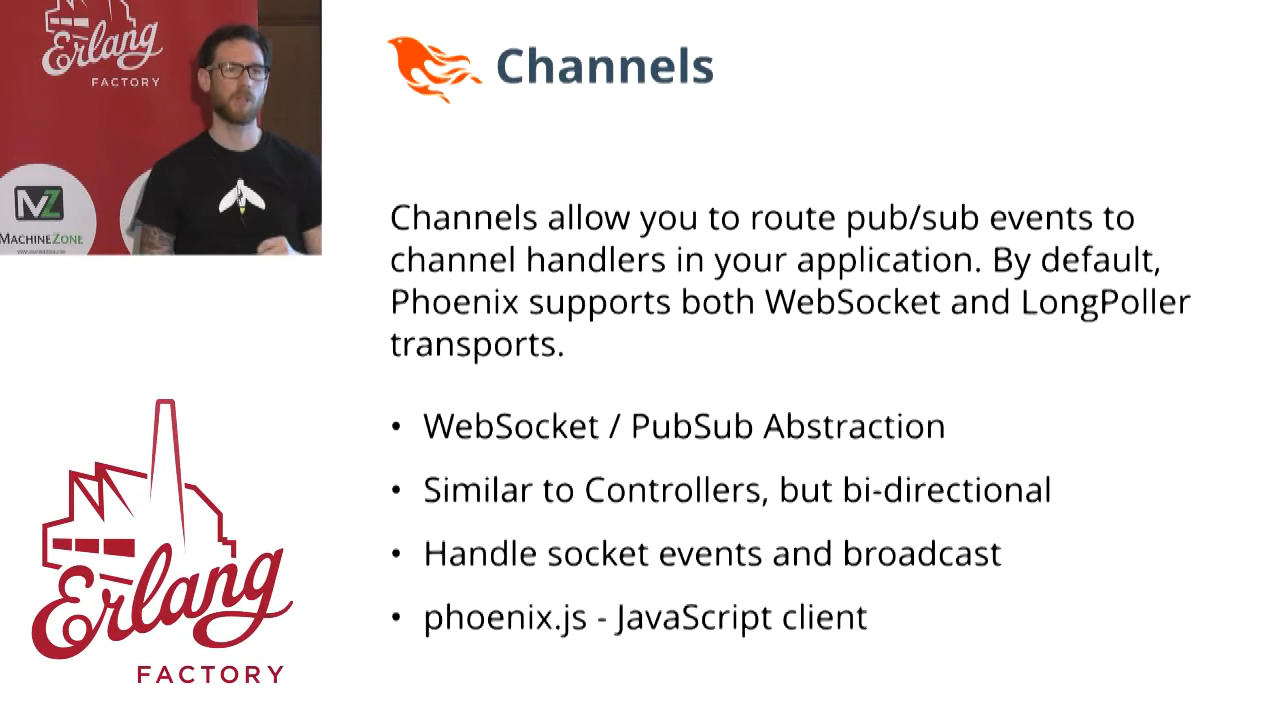 Erlang
FACTORY
MZ
MACHINEZONE
Channels
Channels allow you to route pub/sub events to
channel handlers in your application. By default,
Phoenix supports both WebSocket and LongPoller
transports.
• WebSocket / PubSub Abstraction
• Similar to Controllers, but bi-directional
• Handle socket events and broadcast
• phoenix.js - JavaScript client
Erlang
FACTORY